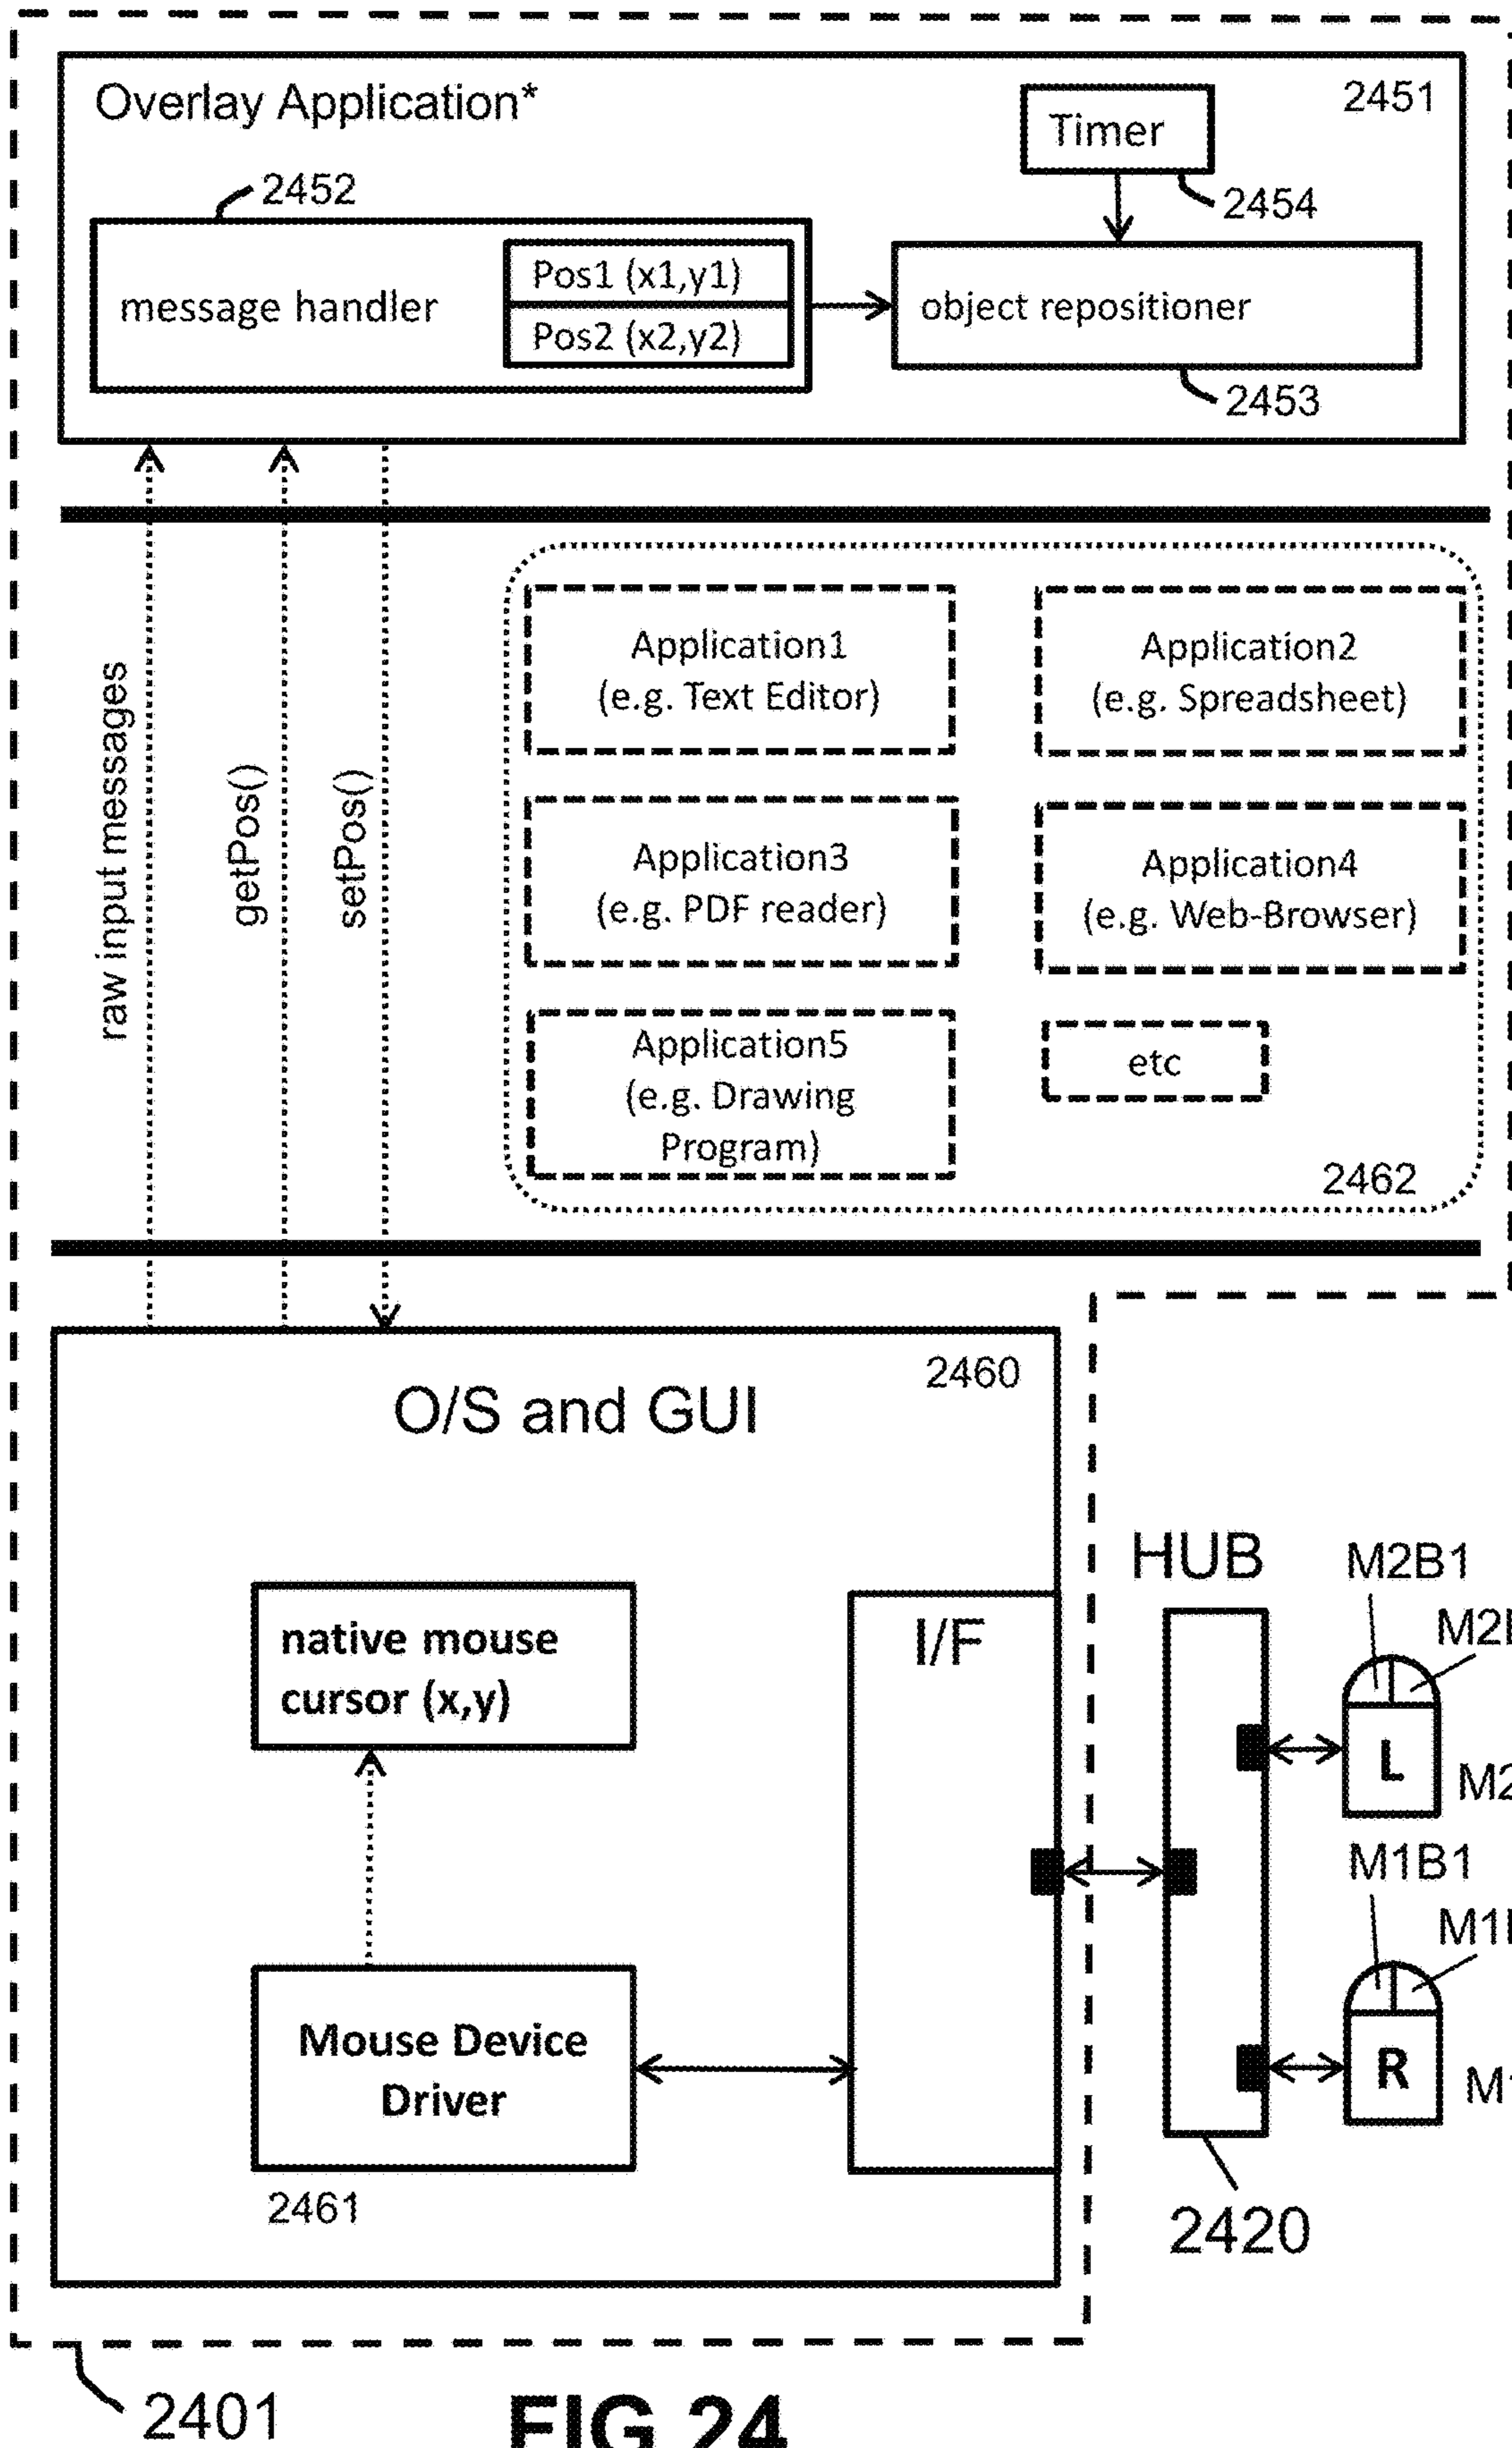 Overlay Application*
2451
Timer
2452
2454
message handler
Pos1 (x1,y1)
Pos2 (x2,y2)
object repositioner
2453
raw input messages
getPos()
setPos()
Application1
(e.g. Text Editor)
Application2
(e.g. Spreadsheet)
Application3
(e.g. PDF reader)
Application4
(e.g. Web-Browser)
Application5
(e.g. Drawing
Program)
etc
2462
2460
O/S and GUI
HUB
M2B1
native mouse
cursor (x,y)
I/F
L
M1B1
Mouse Device
Driver
R
2461
2420
2401
FIG 24